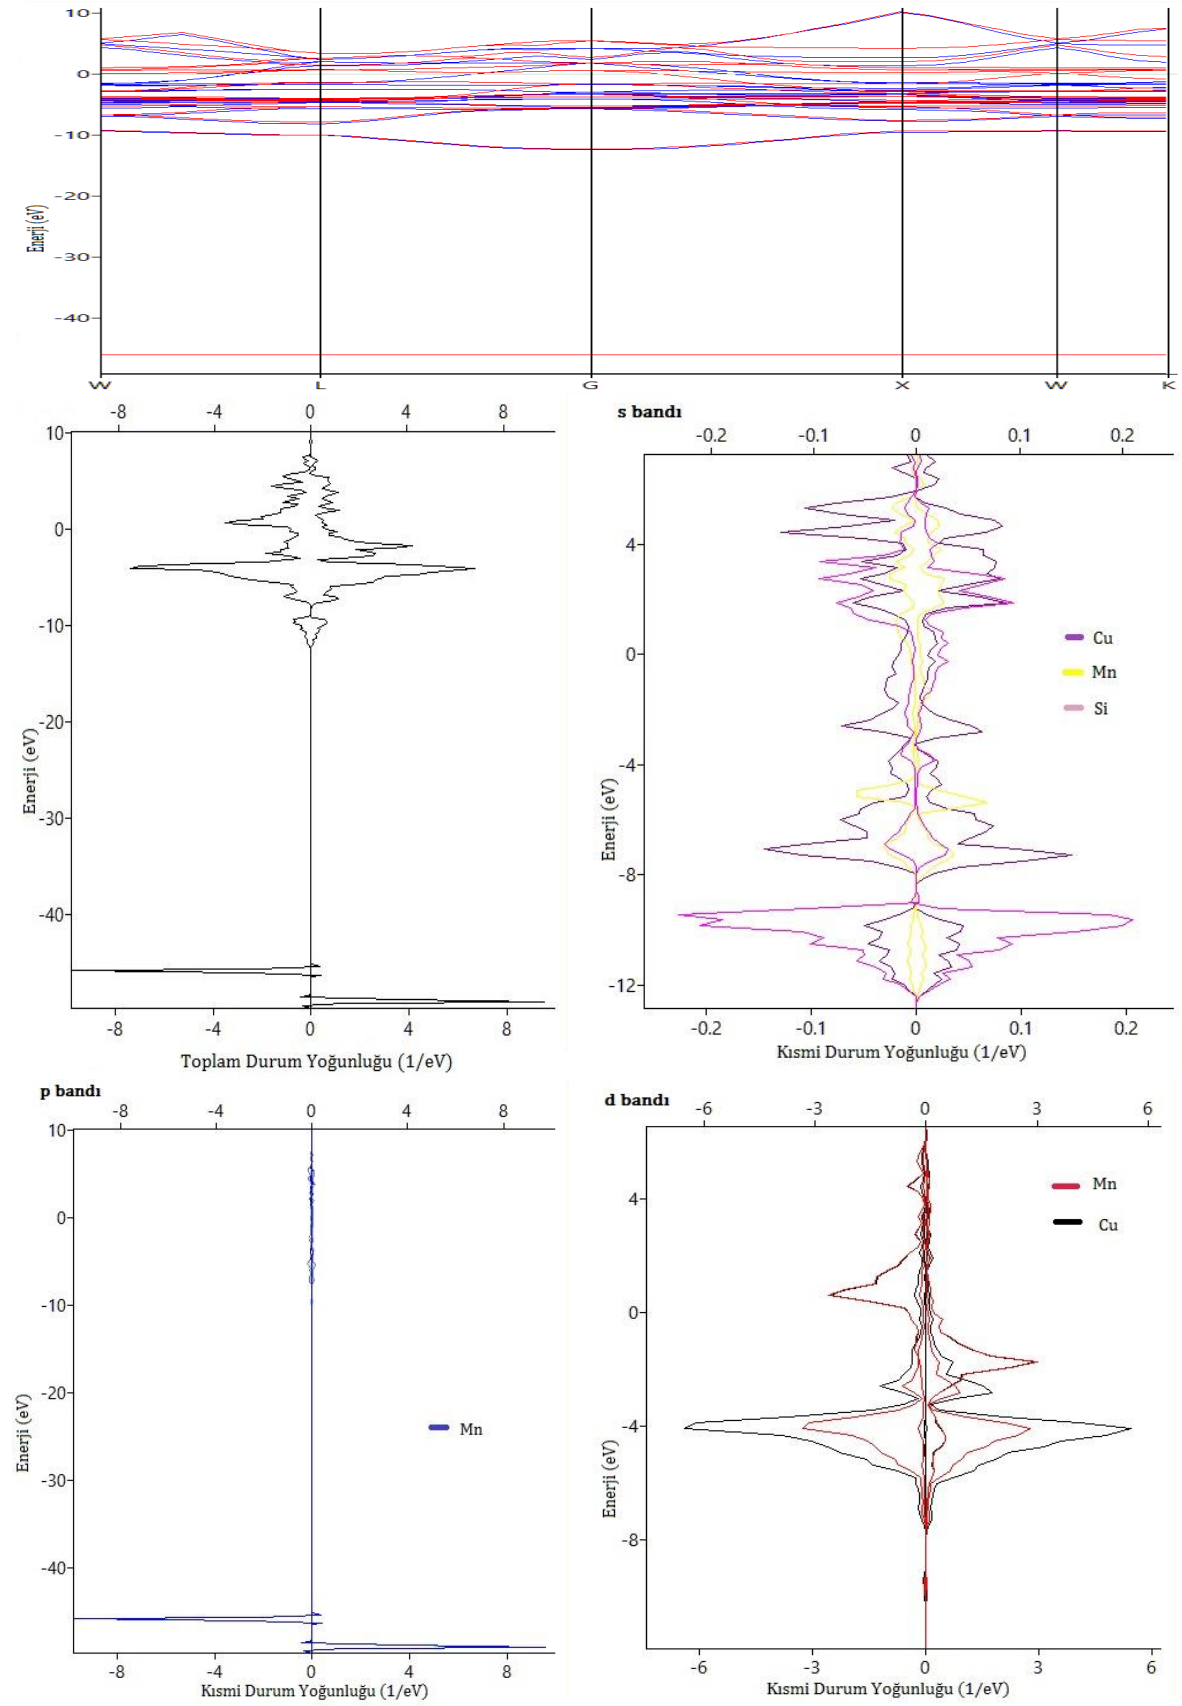 10
0
-10
-20
-30
-40
Enerji (eV)
W L G X W K
-8 -4 0 4 8
10
0
-10
-20
-30
-40
Enerji (eV)
-8 -4 0 4 8
Toplam Durum Yoğunluğu (1/eV)
s bandı
-0.2 -0.1 0 0.1 0.2
4
0
-4
-8
-12
Enerji (eV)
Cu
Mn
Si
-0.2 -0.1 0 0.1 0.2
Kısmi Durum Yoğunluğu (1/eV)
p bandı
-8 -4 0 4 8
10
0
-10
-20
-30
-40
Enerji (eV)
Mn
-8 -4 0 4 8
Kısmi Durum Yoğunluğu (1/eV)
d bandı
-6 -3 0 3 6
4
0
-4
-8
Enerji (eV)
Mn
Cu
-6 -3 0 3 6
Kısmi Durum Yoğunluğu (1/eV)